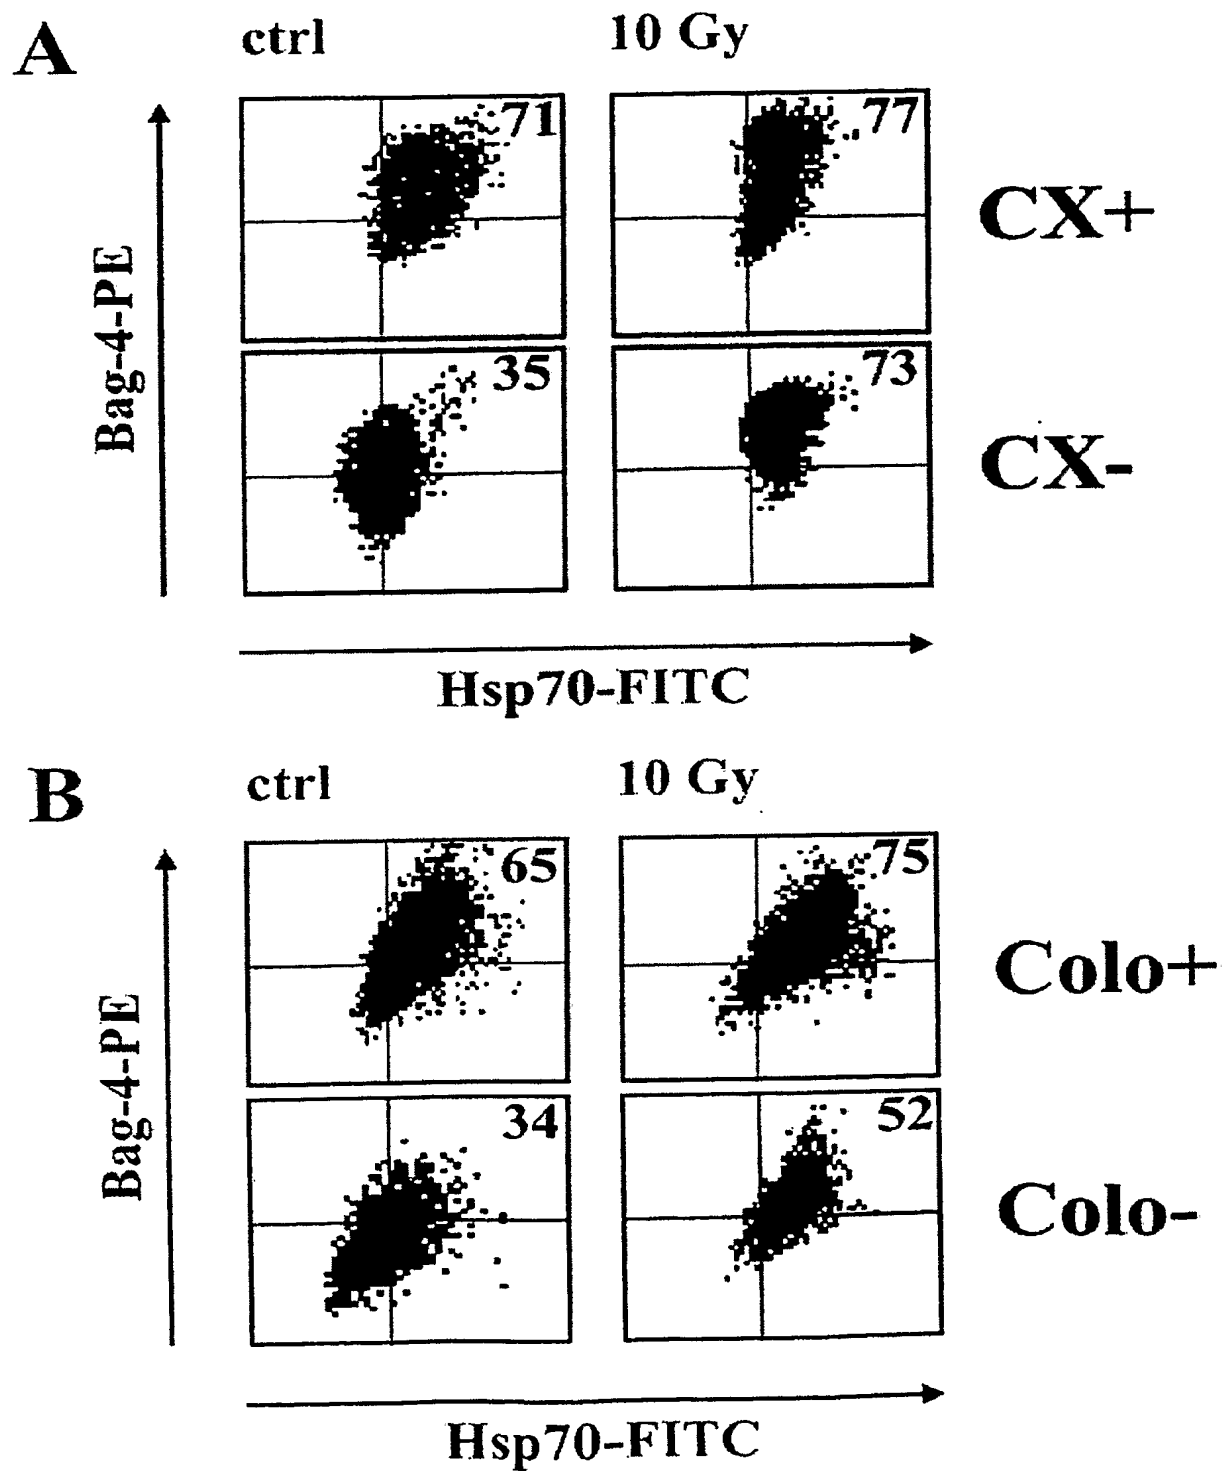 A
ctrl
10 Gy
71
77
CX+
Bag-4-PE
35
73
CX-
Hsp70-FITC
B
ctrl
10 Gy
65
75
Colo+
Bag-4-PE
34
52
Colo-
Hsp70-FITC